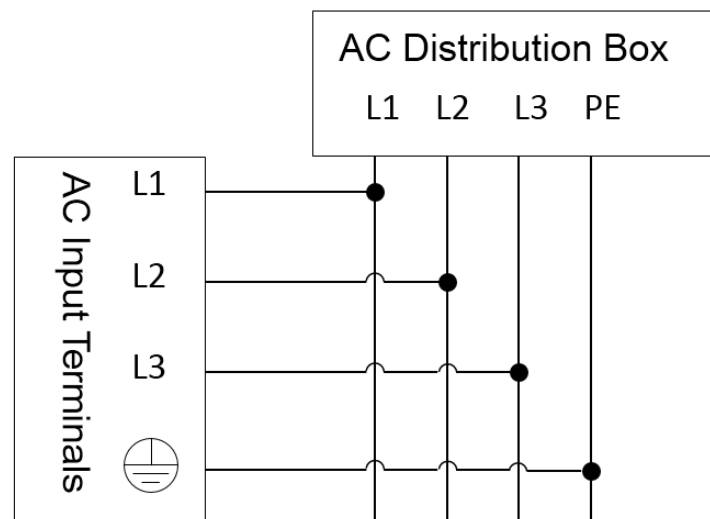 AC Distribution Box
L1 L2 L3 PE
AC Input Terminals
L1
L2
L3